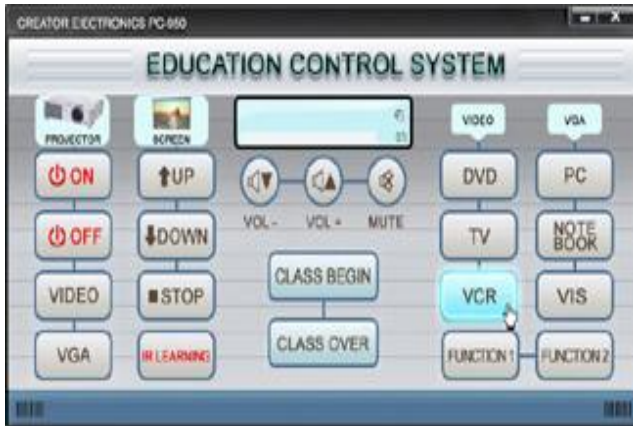 CREATOR ELECTRONICS PC-950
EDUCATION CONTROL SYSTEM
PROJECTOR
SCREEN
VIDEO
VGA
ON
UP
DVD
PC
VOL -
VOL +
MUTE
OFF
DOWN
TV
NOTE
BOOK
CLASS BEGIN
VIDEO
STOP
VCR
VIS
CLASS OVER
VGA
IR LEARNING
FUNCTION 1
FUNCTION 2